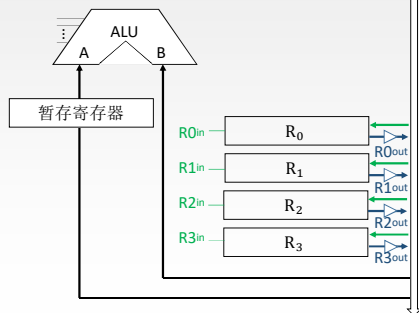 ALU
A B
暂存寄存器
R0in R₀ R0out
R1in R₁ R1out
R2in R₂ R2out
R3in R₃ R3out